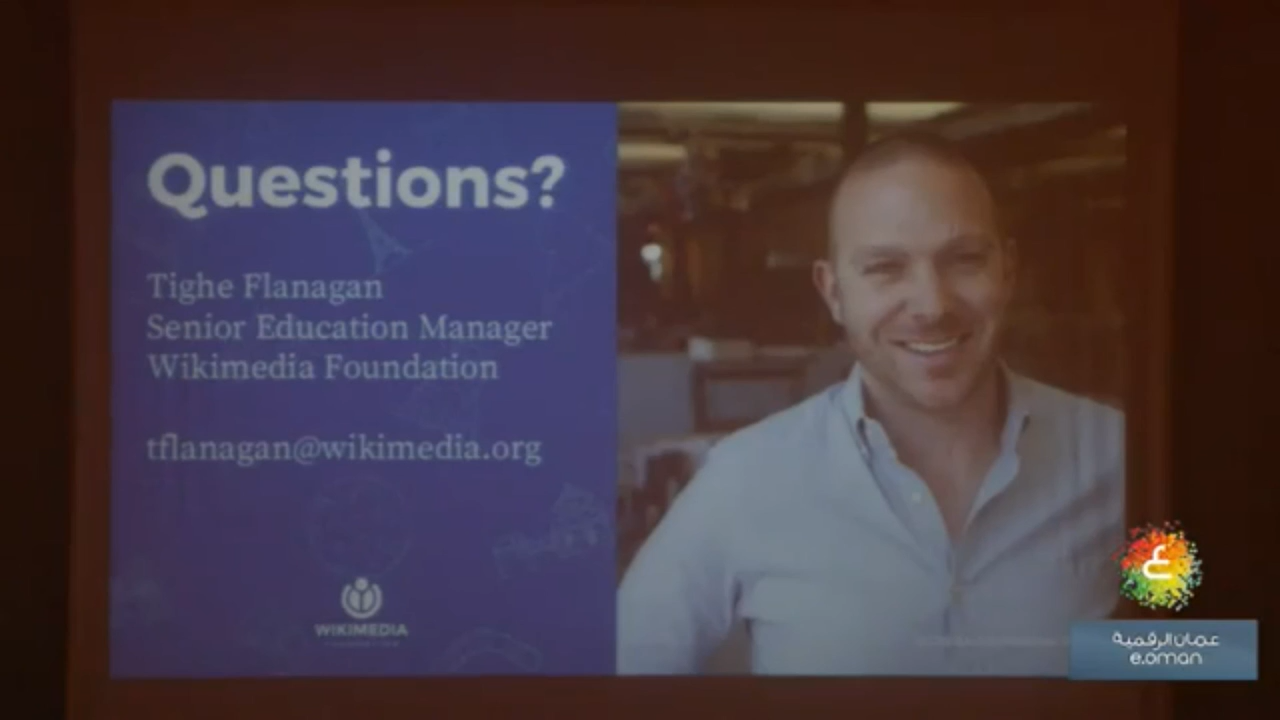 Questions?
Tighe Flanagan
Senior Education Manager
Wikimedia Foundation
tflanagan@wikimedia.org
WIKIMEDIA
ع
عمان الرقمية
e.oman